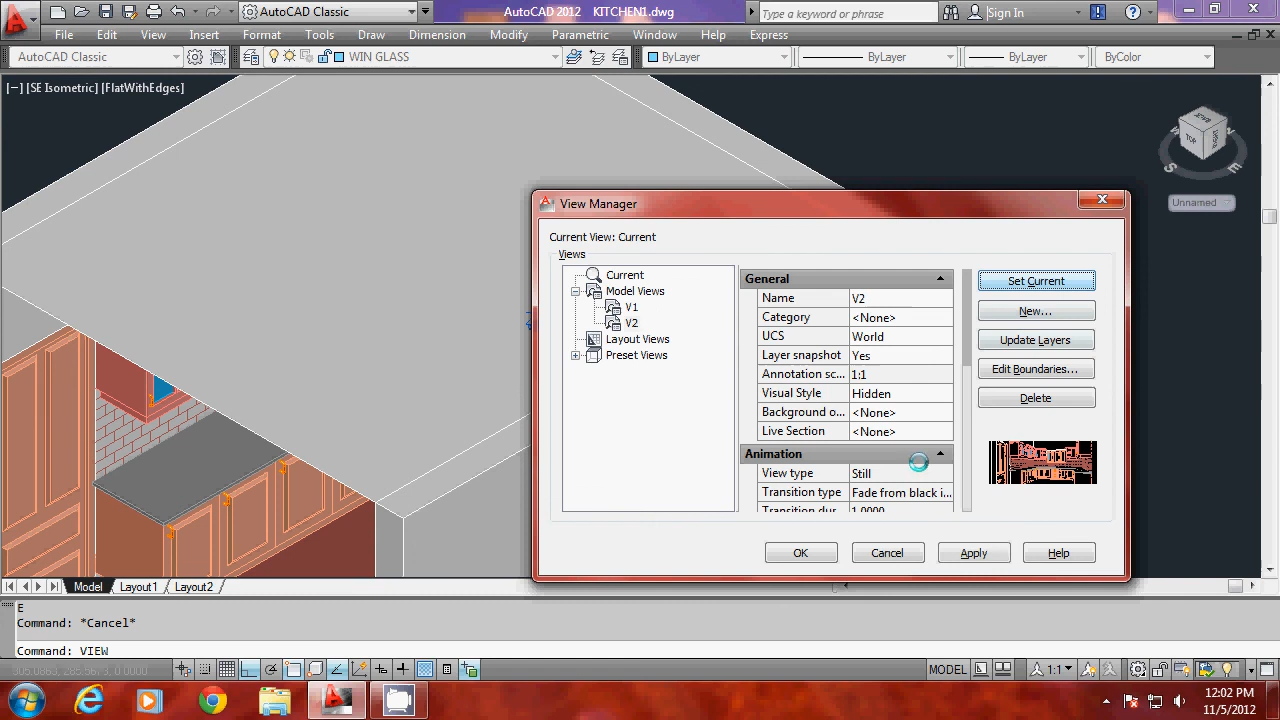 AutoCAD Classic
AutoCAD 2012 KITCHEN1.dwg
Type a keyword or phrase
Sign In
File Edit View Insert Format Tools Draw Dimension Modify Parametric Window Help Express
AutoCAD Classic
WIN GLASS
ByLayer
ByLayer
ByLayer
ByColor
[−] [SE Isometric] [FlatWithEdges]
TOP
E
S
Unnamed
View Manager
Current View: Current
Views
Current
Model Views
V1
V2
Layout Views
Preset Views
General
Name V2
Category <None>
UCS World
Layer snapshot Yes
Annotation sc... 1:1
Visual Style Hidden
Background o... <None>
Live Section <None>
Animation
View type Still
Transition type Fade from black i...
Transition dur 1.0000
Set Current
New...
Update Layers
Edit Boundaries...
Delete
OK Cancel Apply Help
Model Layout1 Layout2
E
Command: *Cancel*
Command: VIEW
MODEL
1:1
12:02 PM
11/5/2012